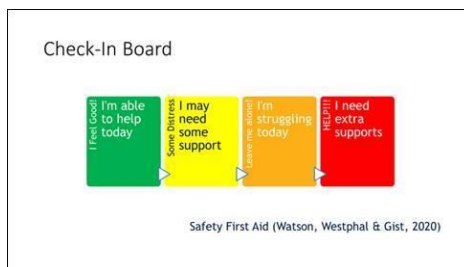 Check-In Board
I Feel Good!
I'm able
to help
today
Some Distress
I may
need
some
support
Leave me alone!
I'm
struggling
today
HELP!!!
I need
extra
supports
Safety First Aid (Watson, Westphal & Gist, 2020)